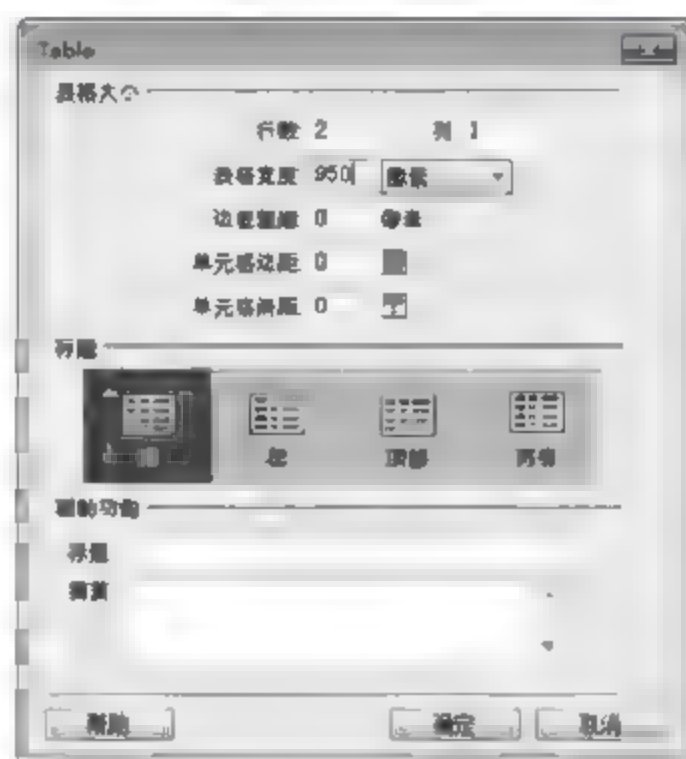 Table
表格大小
行数 2 列 1
表格宽度 950 像素
边框粗细 0 像素
单元格边距 0
单元格间距 0
标题
左 顶部 两者
辅助功能
标题
摘要
帮助 确定 取消